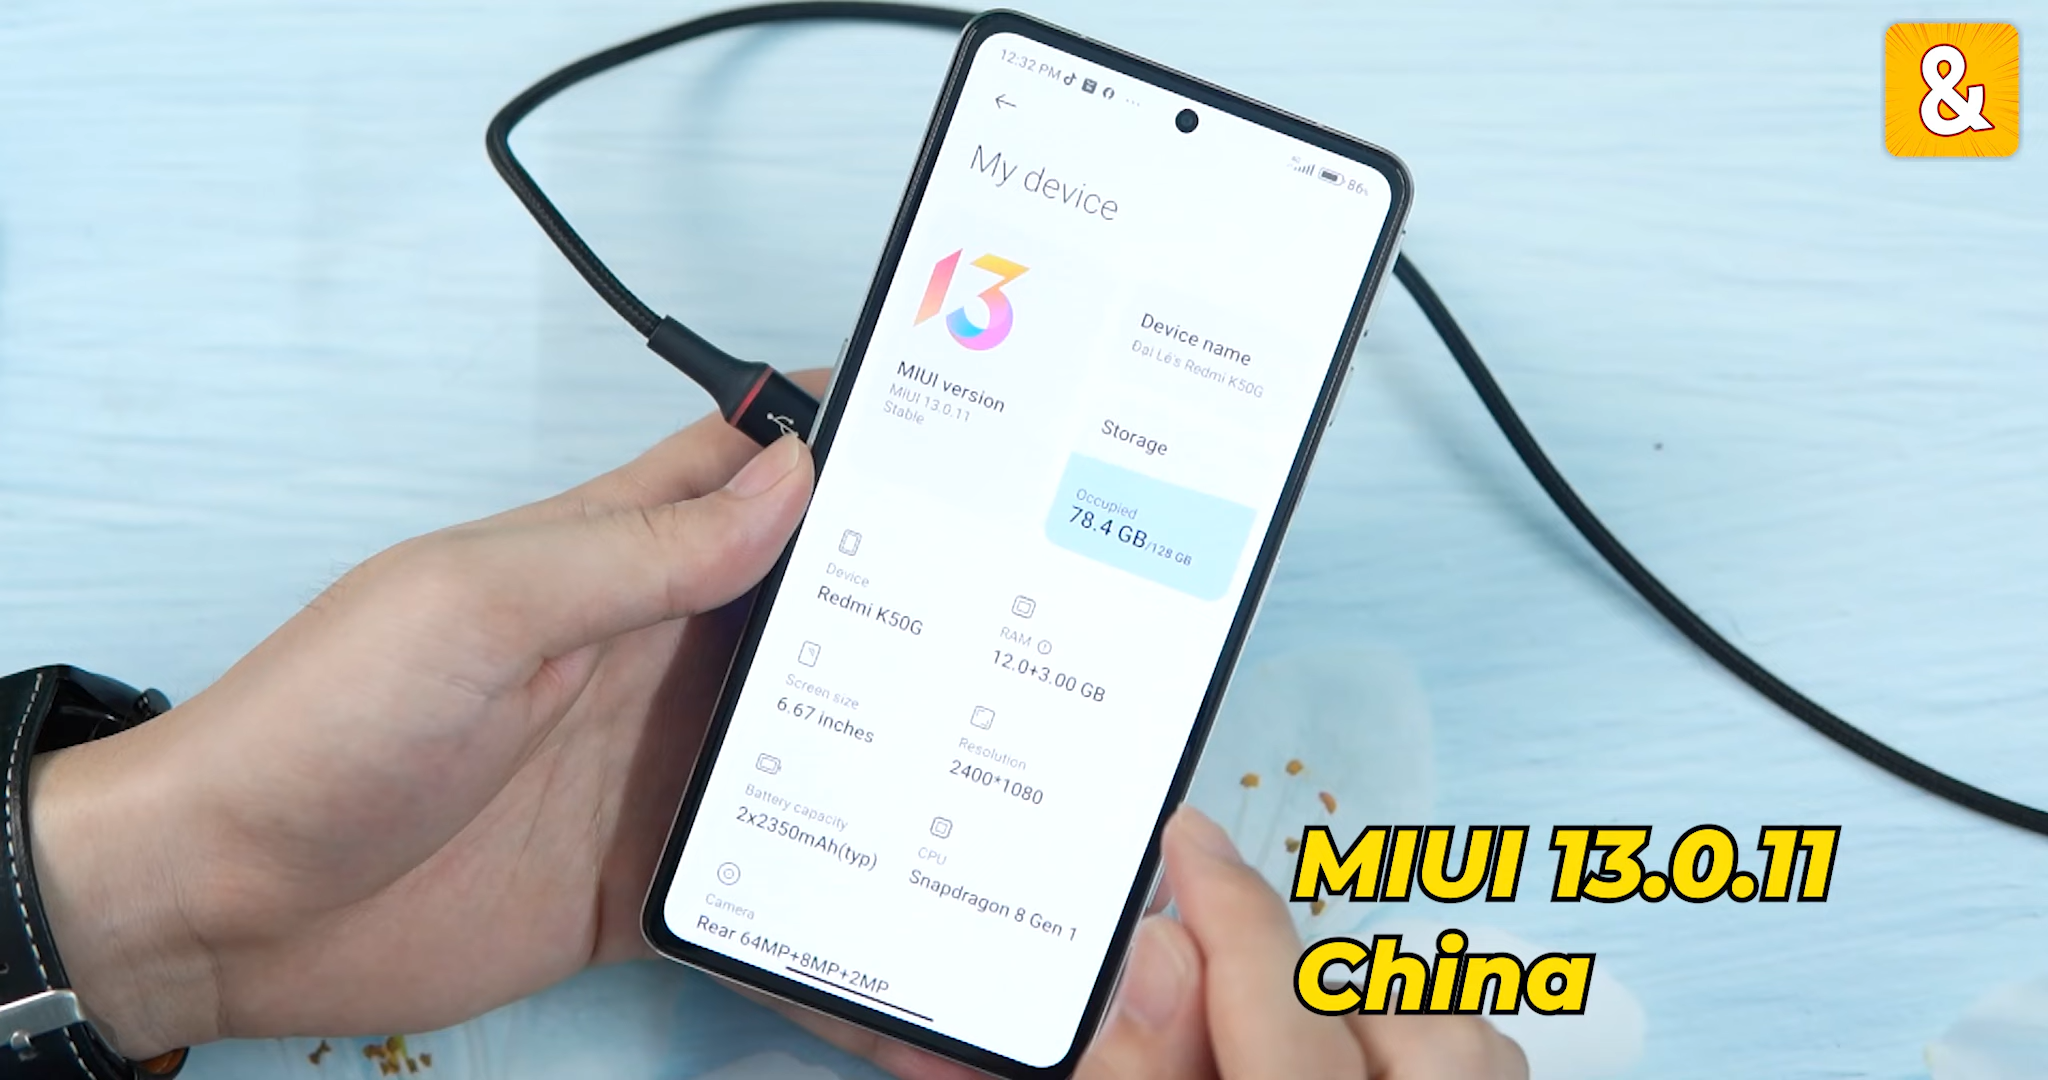 12:32 PM
86%
&
My device
13
MIUI version
MIUI 13.0.11
Stable
Device name
Đại Lê's Redmi K50G
Storage
Occupied
78.4 GB/128 GB
Device
Redmi K50G
RAM
12.0+3.00 GB
Screen size
6.67 inches
Resolution
2400*1080
Battery capacity
2x2350mAh(typ)
CPU
Snapdragon 8 Gen 1
Camera
Rear 64MP+8MP+2MP
MIUI 13.0.11
China